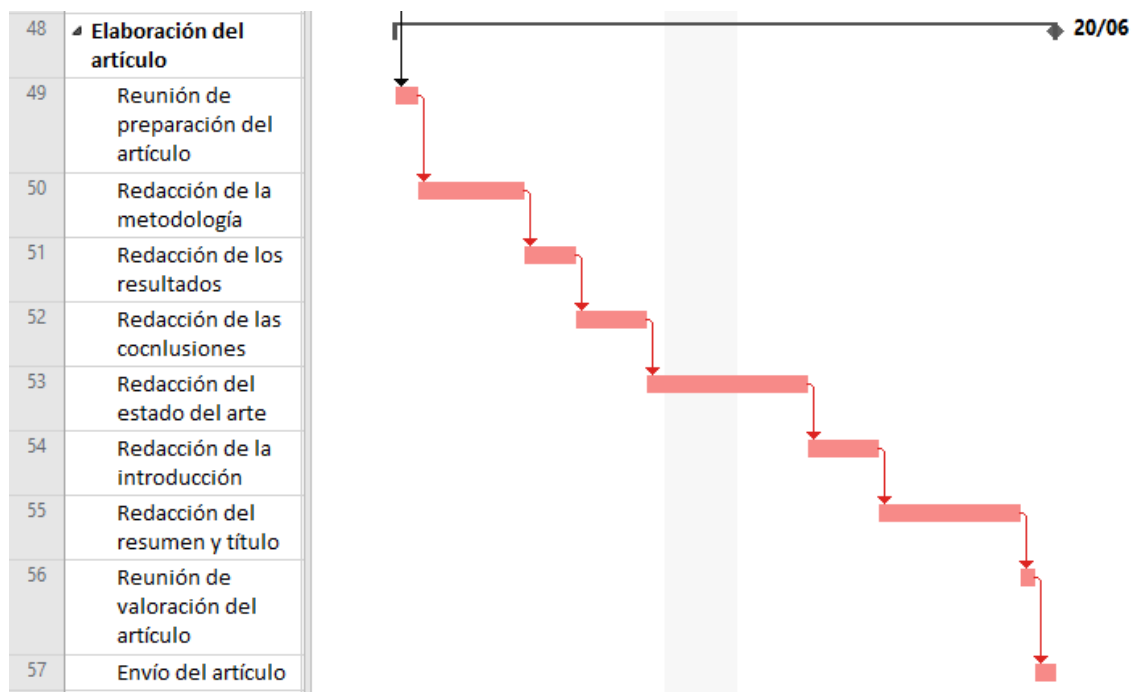 48 Elaboración del
artículo
20/06
49 Reunión de
preparación del
artículo
50 Redacción de la
metodología
51 Redacción de los
resultados
52 Redacción de las
cocnlusiones
53 Redacción del
estado del arte
54 Redacción de la
introducción
55 Redacción del
resumen y título
56 Reunión de
valoración del
artículo
57 Envío del artículo